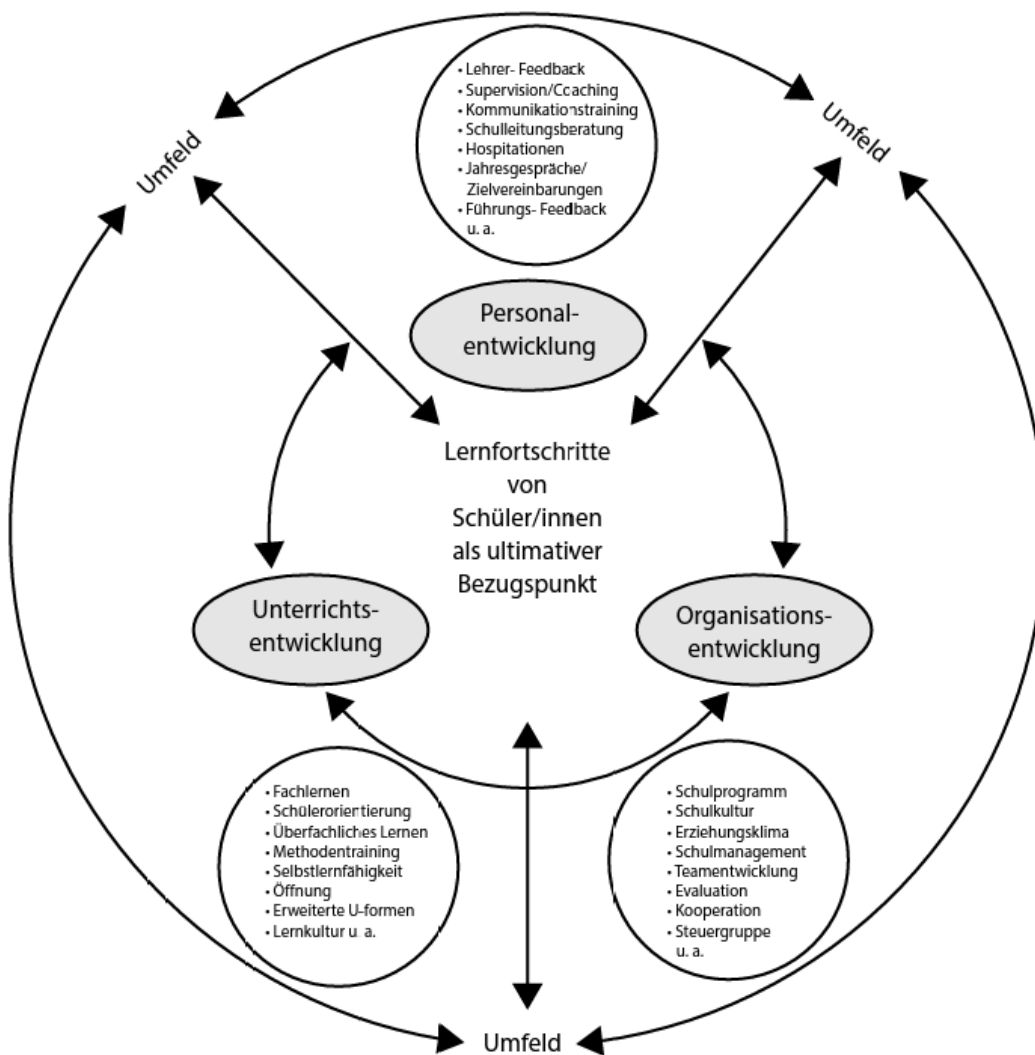 • Lehrer- Feedback
• Supervision/Coaching
• Kommunikationstraining
• Schulleitungsberatung
• Hospitationen
• Jahresgespräche/
Zielvereinbarungen
• Führungs- Feedback
u. a.
Umfeld
Umfeld
Personal-
entwicklung
Lernfortschritte
von
Schüler/innen
als ultimativer
Bezugspunkt
Unterrichts-
entwicklung
Organisations-
entwicklung
• Fachlernen
• Schülerorientierung
• Überfachliches Lernen
• Methodentraining
• Selbstlernfähigkeit
• Öffnung
• Erweiterte U-formen
• Lernkultur u. a.
• Schulprogramm
• Schulkultur
• Erziehungsklima
• Schulmanagement
• Teamentwicklung
• Evaluation
• Kooperation
• Steuergruppe
u. a.
Umfeld